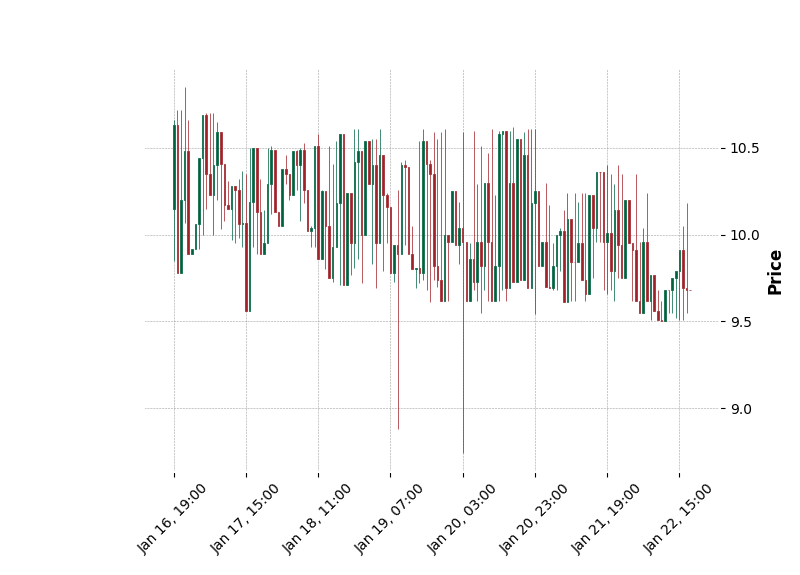 10.5
10.0
9.5
9.0
Price
Jan 16, 19:00
Jan 17, 15:00
Jan 18, 11:00
Jan 19, 07:00
Jan 20, 03:00
Jan 20, 23:00
Jan 21, 19:00
Jan 22, 15:00